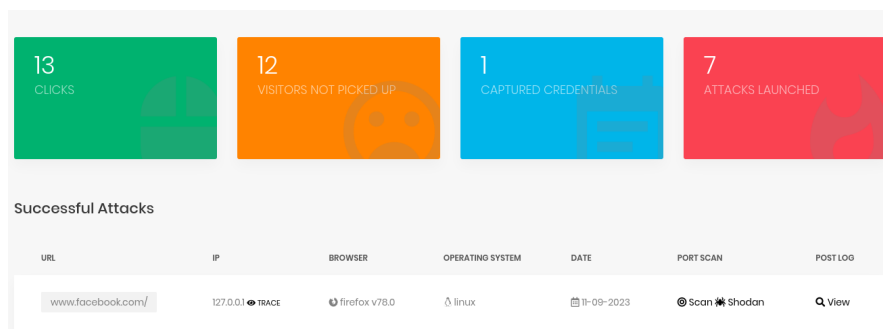 13 12 1 7
CLICKS VISITORS NOT PICKED UP CAPTURED CREDENTIALS ATTACKS LAUNCHED
Successful Attacks
URL IP BROWSER OPERATING SYSTEM DATE PORT SCAN POST LOG
www.facebook.com/ 127.0.0.1 TRACE firefox v78.0 linux 11-09-2023 Scan Shodan View